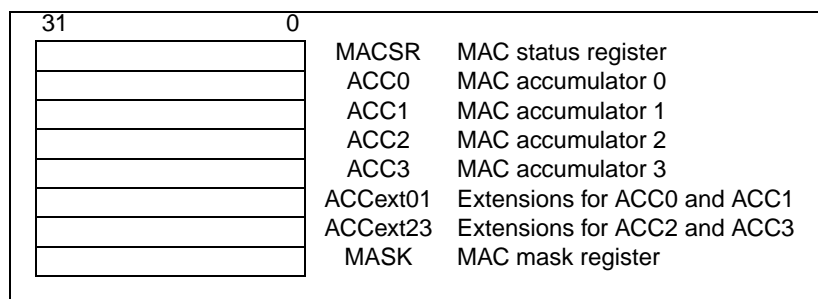 31 0
MACSR MAC status register
ACC0 MAC accumulator 0
ACC1 MAC accumulator 1
ACC2 MAC accumulator 2
ACC3 MAC accumulator 3
ACCext01 Extensions for ACC0 and ACC1
ACCext23 Extensions for ACC2 and ACC3
MASK MAC mask register